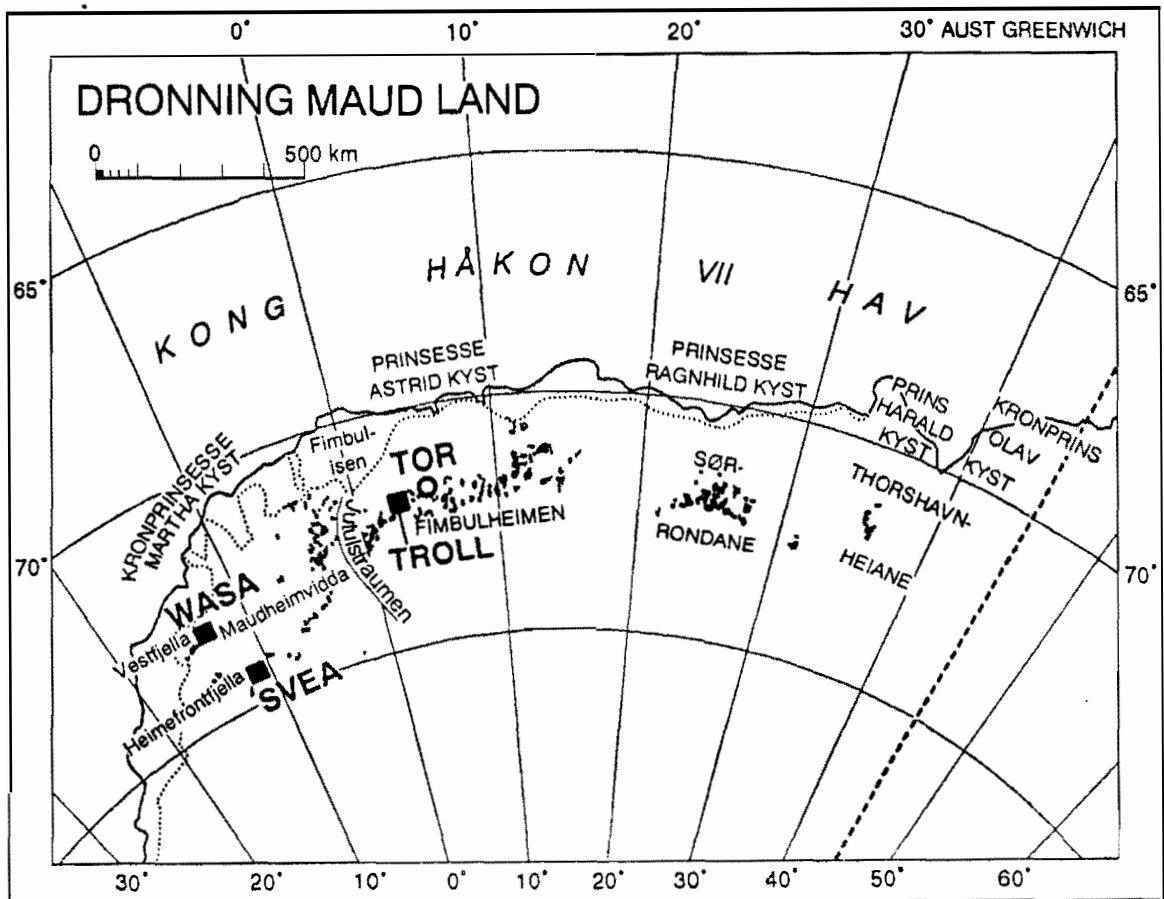 0° 10° 20° 30° AUST GREENWICH
DRONNING MAUD LAND
0 500 km
65° 65°
KONG HÅKON VII HAV
PRINSESSE
ASTRID KYST
PRINSESSE
RAGNHILD KYST
PRINS
HARALD
KYST
KRONPRINS
OLAV
KYST
KRONPRINSESSE
MARTHA KYST
Fimbul-
isen
TOR
FIMBULHEIMEN
TROLL
Jutulstraumen
SØR-
RONDANE
THORSHAVN-
HEIANE
70° 70°
WASA
Vestfjella
Maudheimvidda
Heimefrontfjella
SVEA
30° 20° 10° 0° 10° 20° 30° 40° 50° 60°